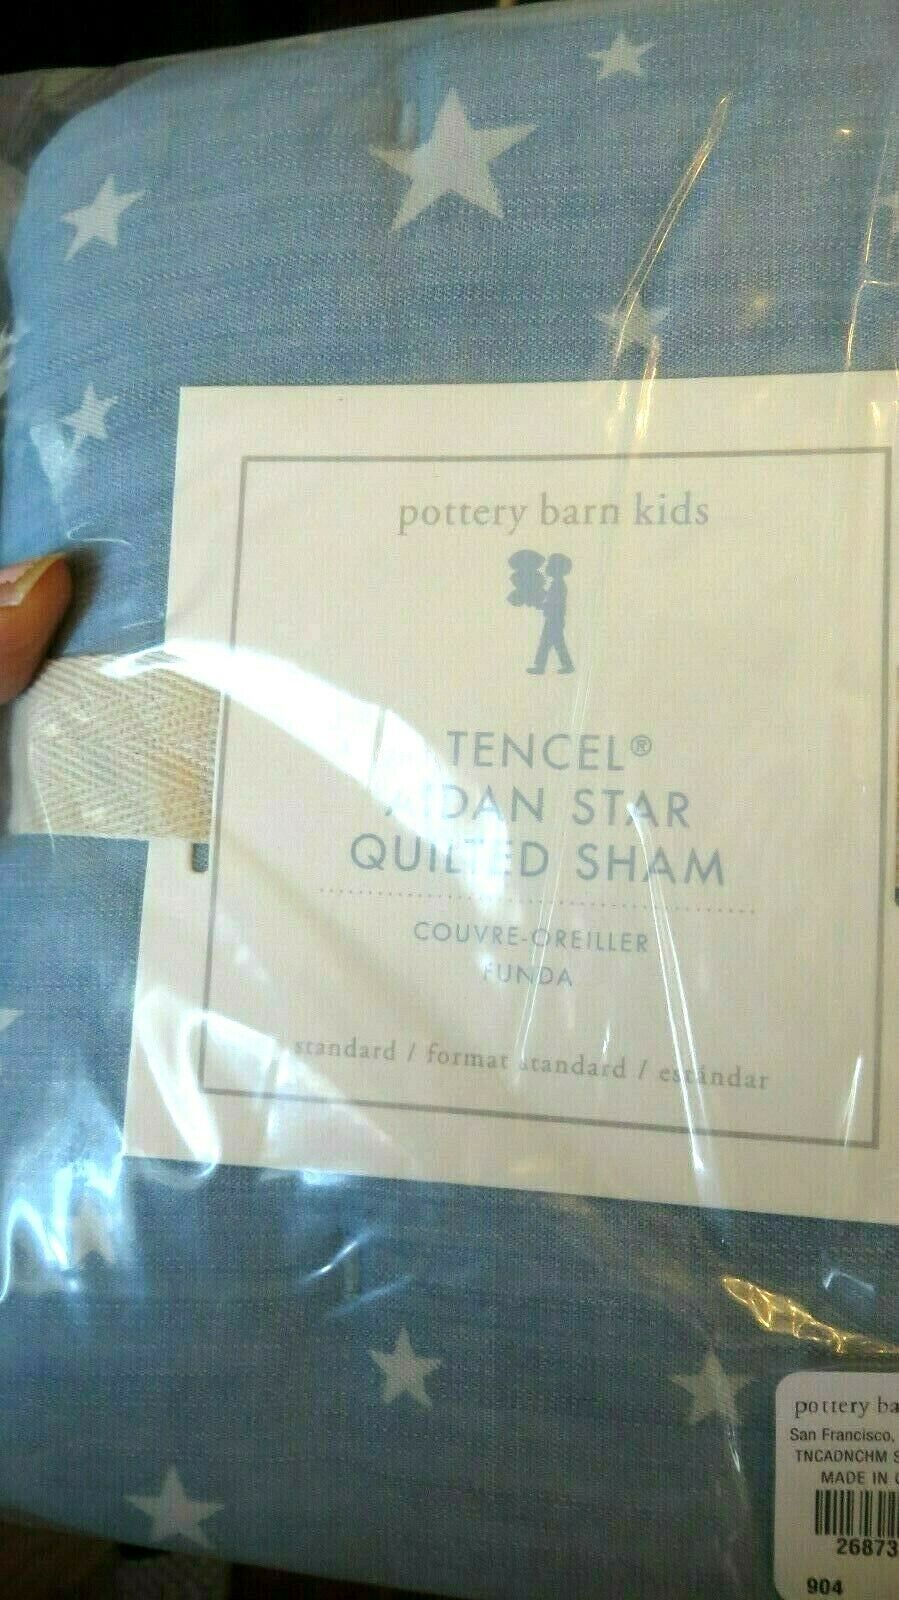 pottery barn kids
TENCEL®
AIDAN STAR
QUILTED SHAM
COUVRE-OREILLER
FUNDA
standard / format standard / estándar
pottery ba
San Francisco,
TNCADNCHM S
MADE IN C
26873
904